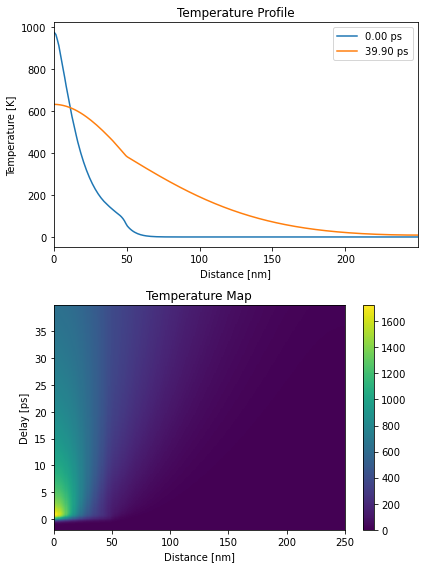 Temperature Profile
1000
800
600
400
200
0
Temperature [K]
0.00 ps
39.90 ps
0 50 100 150 200
Distance [nm]
Temperature Map
35
30
25
20
15
10
5
0
Delay [ps]
0 50 100 150 200 250
Distance [nm]
1600
1400
1200
1000
800
600
400
200
0